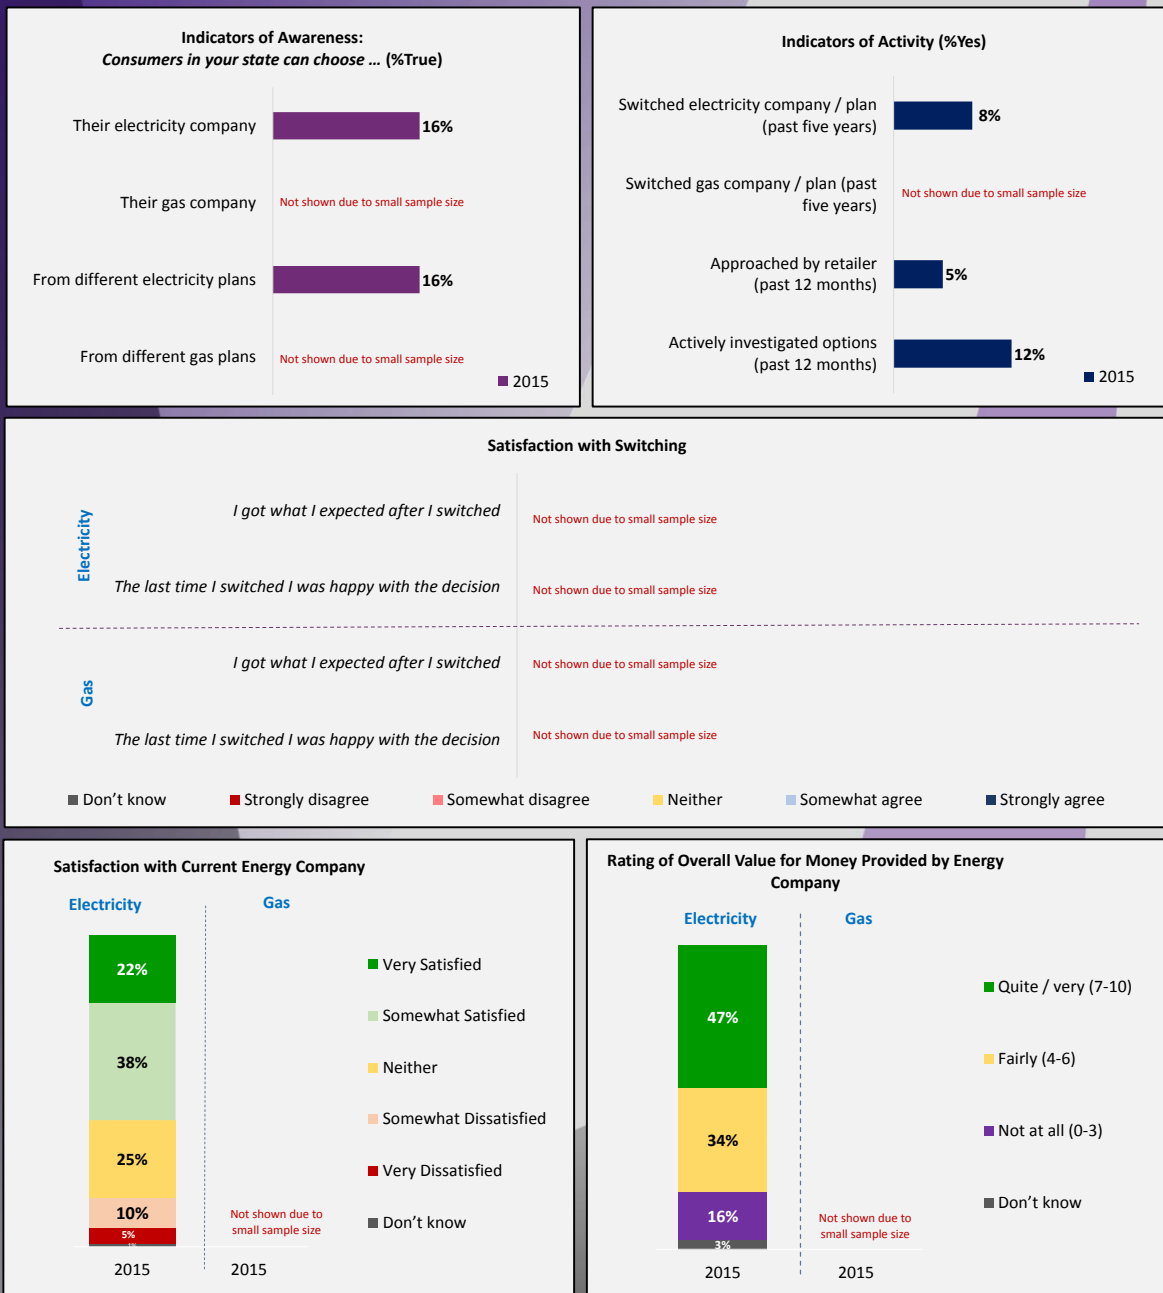 Indicators of Awareness:
Consumers in your state can choose … (%True)
Their electricity company
16%
Their gas company
Not shown due to small sample size
From different electricity plans
16%
From different gas plans
Not shown due to small sample size
2015
Indicators of Activity (%Yes)
Switched electricity company / plan
(past five years)
8%
Switched gas company / plan (past
five years)
Not shown due to small sample size
Approached by retailer
(past 12 months)
5%
Actively investigated options
(past 12 months)
12%
2015
Satisfaction with Switching
Electricity
I got what I expected after I switched
Not shown due to small sample size
The last time I switched I was happy with the decision
Not shown due to small sample size
Gas
I got what I expected after I switched
Not shown due to small sample size
The last time I switched I was happy with the decision
Not shown due to small sample size
Don't know
Strongly disagree
Somewhat disagree
Neither
Somewhat agree
Strongly agree
Satisfaction with Current Energy Company
Electricity
Gas
22%
38%
25%
10%
5%
Not shown due to
small sample size
2015
2015
Very Satisfied
Somewhat Satisfied
Neither
Somewhat Dissatisfied
Very Dissatisfied
Don't know
Rating of Overall Value for Money Provided by Energy
Company
Electricity
Gas
47%
34%
16%
3%
Not shown due to
small sample size
2015
2015
Quite / very (7-10)
Fairly (4-6)
Not at all (0-3)
Don't know